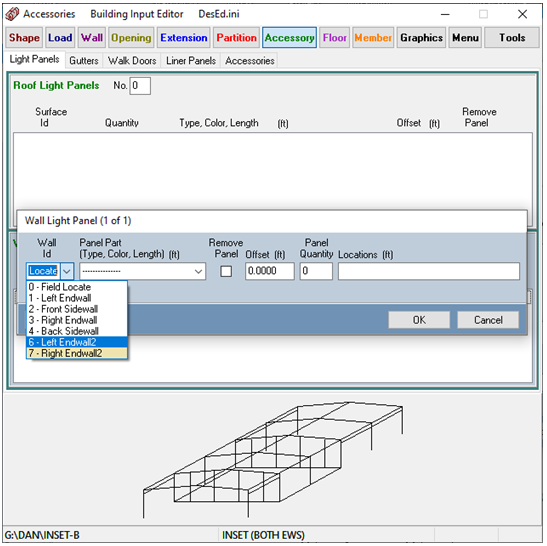 Accessories Building Input Editor DesEd.ini
Shape Load Wall Opening Extension Partition Accessory Floor Member Graphics Menu Tools
Light Panels Gutters Walk Doors Liner Panels Accessories
Roof Light Panels No. 0
Surface Id Quantity Type, Color, Length (ft) Offset (ft) Remove Panel
Wall Light Panel (1 of 1)
Wall Id Panel Part (Type, Color, Length) (ft) Remove Panel Offset (ft) Panel Quantity Locations (ft)
Locate --------------- 0.0000 0
0 - Field Locate
1 - Left Endwall
2 - Front Sidewall
3 - Right Endwall
4 - Back Sidewall
6 - Left Endwall2
7 - Right Endwall2
OK Cancel
G:\DAN\INSET-B INSET (BOTH EWS)